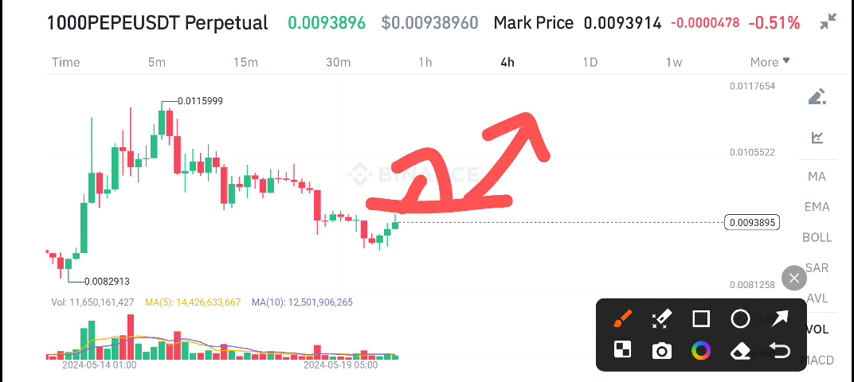 1000PEPEUSDT Perpetual 0.0093896 $0.00938960 Mark Price 0.0093914 -0.0000478 -0.51%
Time 5m 15m 30m 1h 4h 1D 1w More
0.0117654
0.0115999
0.0105522
BINANCE
MA
EMA
0.0093895
BOLL
SAR
0.0082913
0.0081258
AVL
Vol: 11,650,161,427 MA(5): 14,426,633,667 MA(10): 12,501,906,265
VOL
MACD
2024-05-14 01:00 2024-05-19 05:00